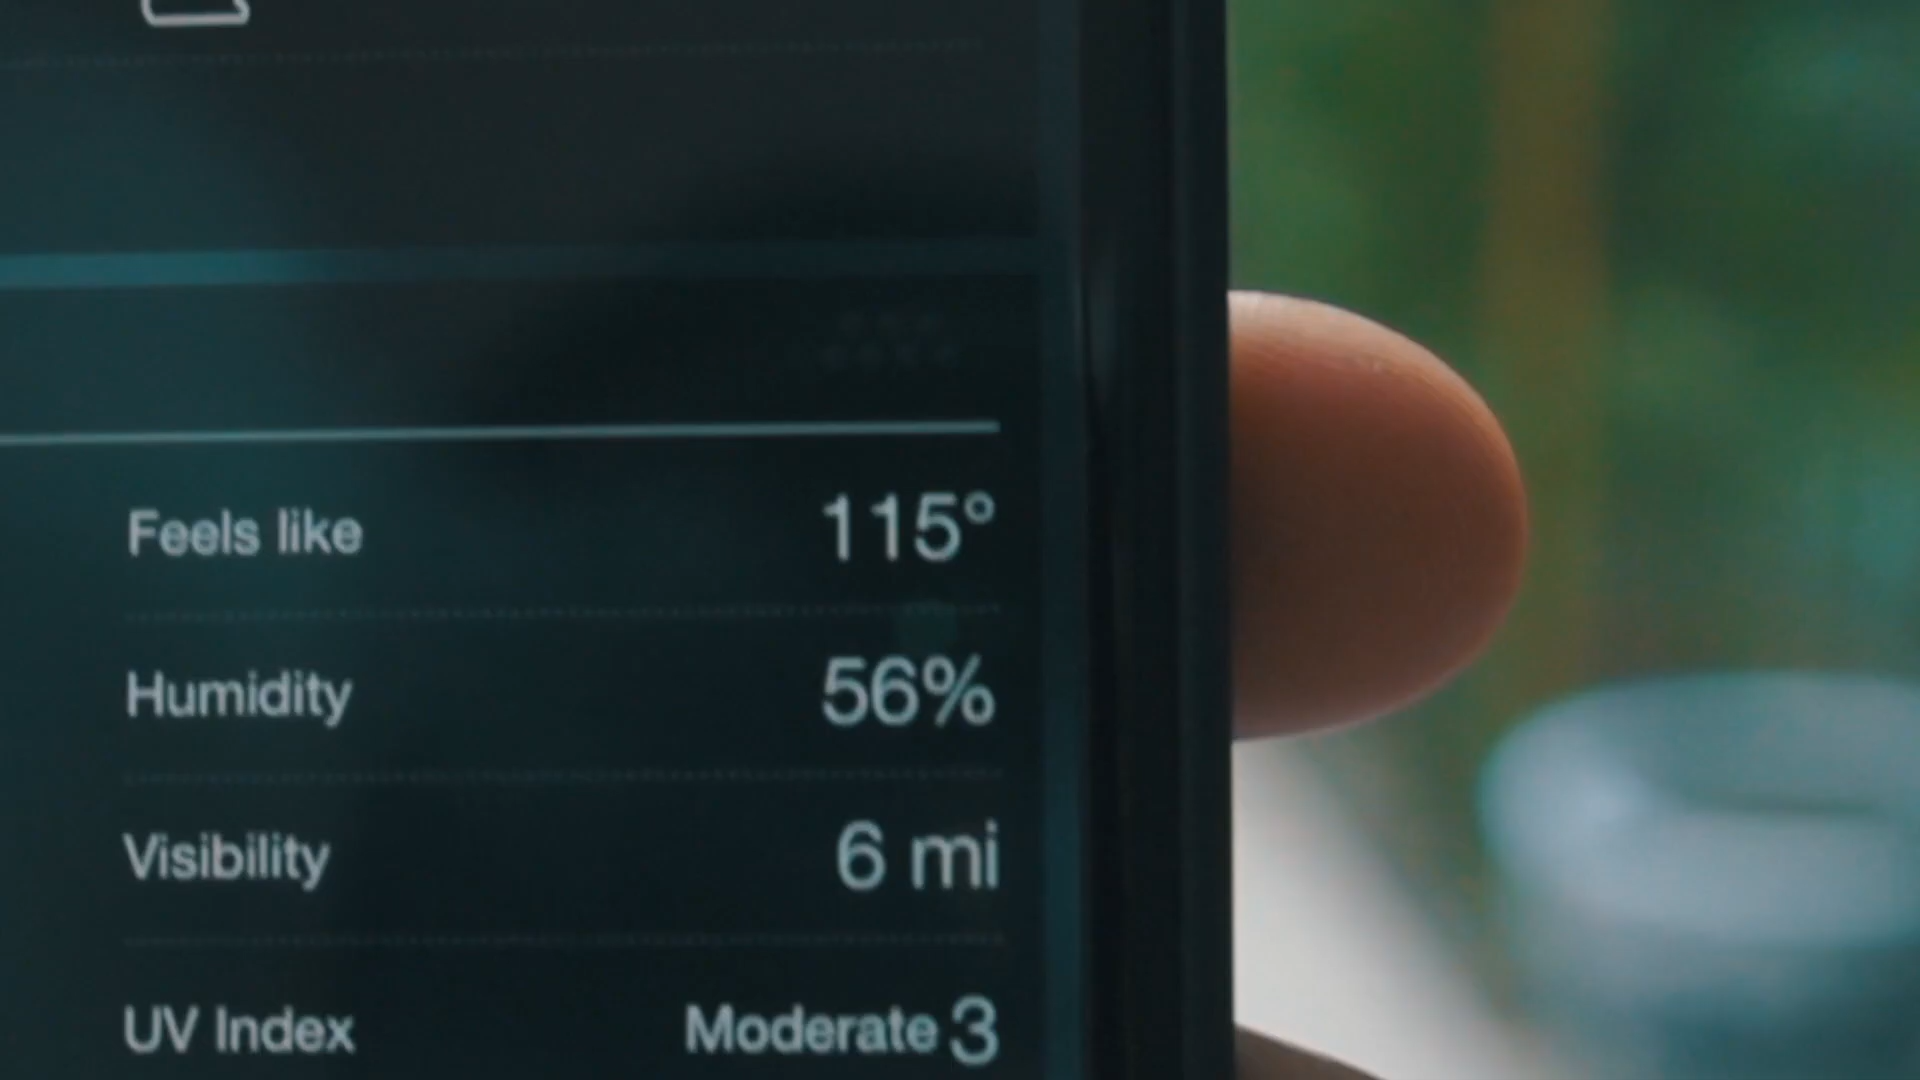 Feels like 115°
Humidity 56%
Visibility 6 mi
UV Index Moderate 3